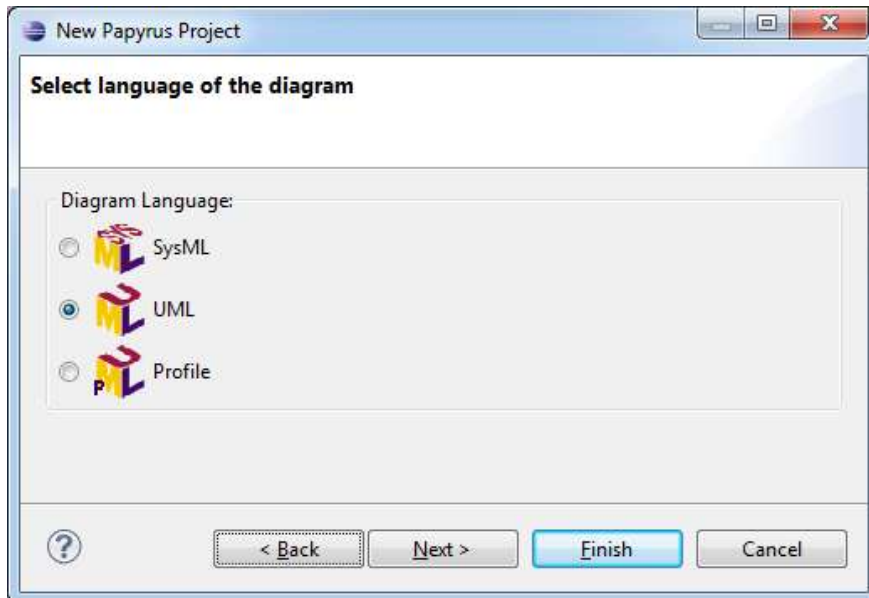 New Papyrus Project
Select language of the diagram
Diagram Language:
SysML
UML
Profile
< Back
Next >
Finish
Cancel